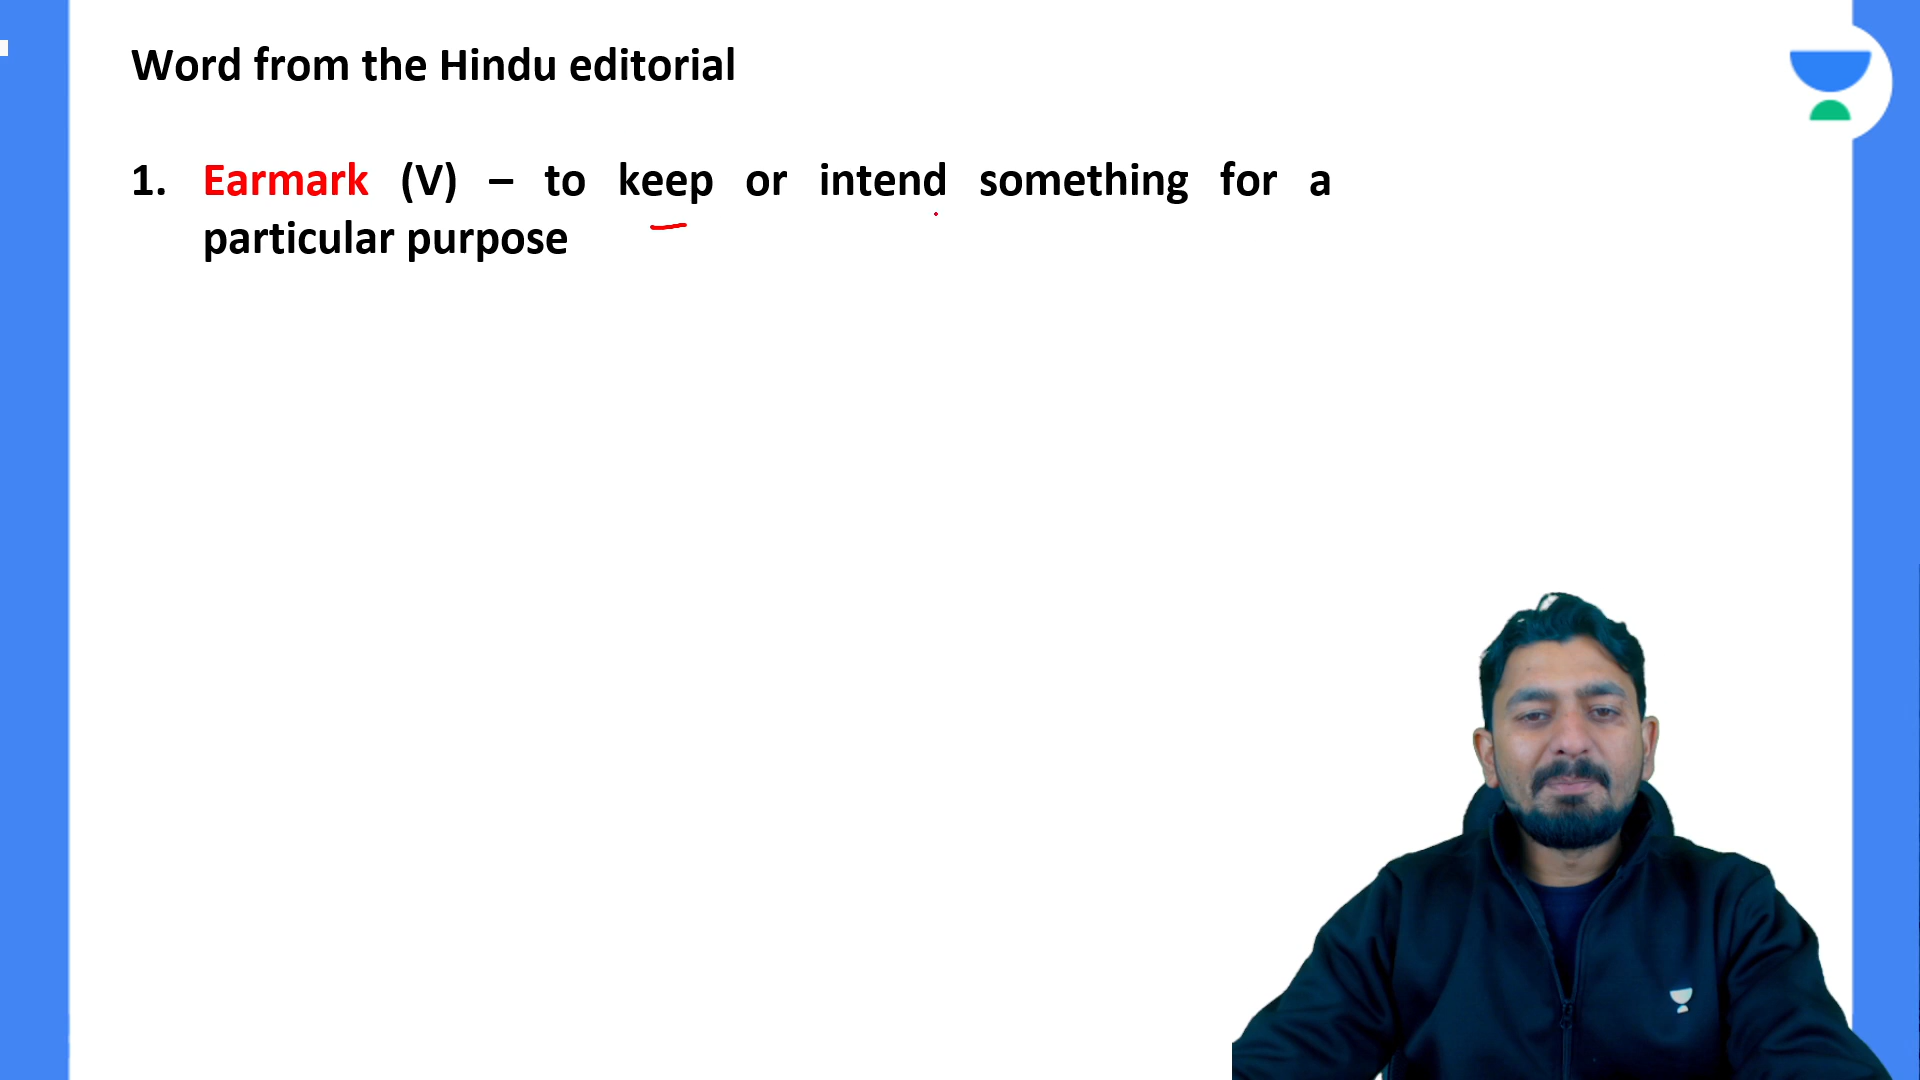 Word from the Hindu editorial
1. Earmark (V) – to keep or intend something for a
particular purpose